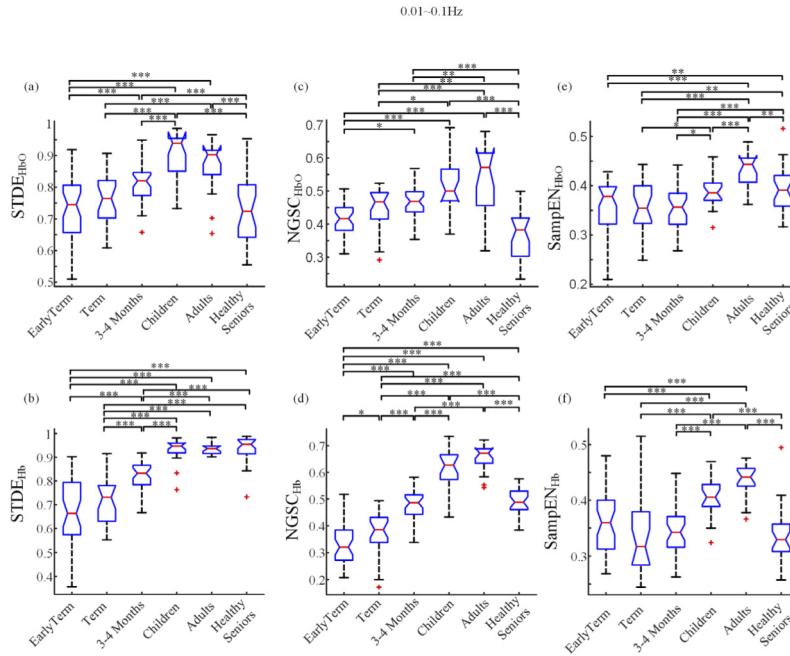 0.01~0.1Hz
(a)
***
***
***
***
***
***
***
***
STDE_HbO
1
0.9
0.8
0.7
0.6
0.5
EarlyTerm
Term
3-4 Months
Children
Adults
Healthy
Seniors
(c)
***
**
**
***
*
***
***
***
***
*
NGSC_HbO
0.7
0.6
0.5
0.4
0.3
EarlyTerm
Term
3-4 Months
Children
Adults
Healthy
Seniors
(e)
**
***
**
***
***
***
**
*
***
*
SampEN_HbO
0.5
0.4
0.3
0.2
EarlyTerm
Term
3-4 Months
Children
Adults
Healthy
Seniors
(b)
***
***
***
***
***
***
***
***
***
***
***
STDE_Hb
1
0.9
0.8
0.7
0.6
0.5
0.4
EarlyTerm
Term
3-4 Months
Children
Adults
Healthy
Seniors
(d)
***
***
***
***
***
***
***
***
***
***
*
***
***
NGSC_Hb
0.7
0.6
0.5
0.4
0.3
0.2
EarlyTerm
Term
3-4 Months
Children
Adults
Healthy
Seniors
(f)
***
***
***
***
***
***
***
***
SampEN_Hb
0.5
0.4
0.3
EarlyTerm
Term
3-4 Months
Children
Adults
Healthy
Seniors